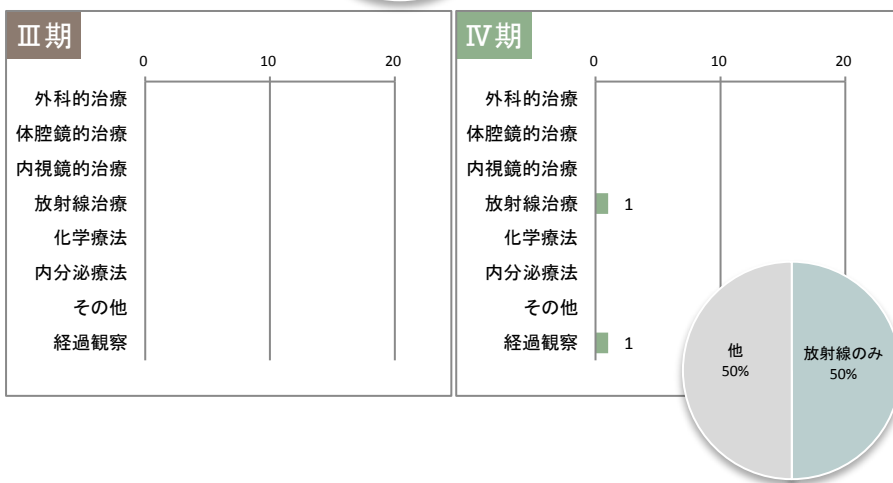 Ⅲ期
0 10 20
外科的治療
体腔鏡的治療
内視鏡的治療
放射線治療
化学療法
内分泌療法
その他
経過観察
Ⅳ期
0 10 20
外科的治療
体腔鏡的治療
内視鏡的治療
放射線治療 1
化学療法
内分泌療法
その他
経過観察 1
他
50%
放射線のみ
50%